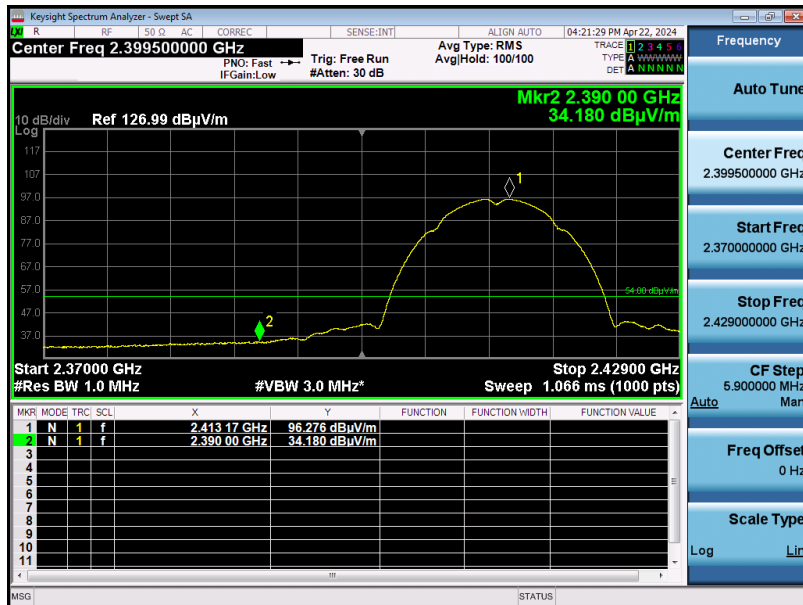 Keysight Spectrum Analyzer - Swept SA
LXI R RF 50 Ω AC CORREC SENSE:INT ALIGN AUTO 04:21:29 PM Apr 22, 2024
Center Freq 2.399500000 GHz
PNO: Fast
IFGain:Low
Trig: Free Run
#Atten: 30 dB
Avg Type: RMS
Avg|Hold: 100/100
TRACE 1 2 3 4 5 6
TYPE A WWWWW
DET A N N N N N
Mkr2 2.390 00 GHz
34.180 dBµV/m
10 dB/div
Log
Ref 126.99 dBµV/m
117
107
97.0
87.0
77.0
67.0
57.0
47.0
37.0
1
2
54.00 dBµV/m
Start 2.37000 GHz Stop 2.42900 GHz
#Res BW 1.0 MHz #VBW 3.0 MHz* Sweep 1.066 ms (1000 pts)
MKR MODE TRC SCL X Y FUNCTION FUNCTION WIDTH FUNCTION VALUE
1 N 1 f 2.413 17 GHz 96.276 dBµV/m
2 N 1 f 2.390 00 GHz 34.180 dBµV/m
3
4
5
6
7
8
9
10
11
MSG STATUS
Frequency
Auto Tune
Center Freq
2.399500000 GHz
Start Freq
2.370000000 GHz
Stop Freq
2.429000000 GHz
CF Step
5.900000 MHz
Auto Man
Freq Offset
0 Hz
Scale Type
Log Lin